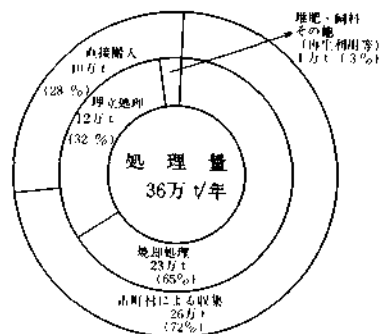 堆肥・飼料
その他
(再生利用等)
1万t (3%)
直接搬入
10万t
(28%)
埋立処理
12万t
(32%)
処理量
36万t/年
焼却処理
23万t
(65%)
市町村による収集
26万t
(72%)